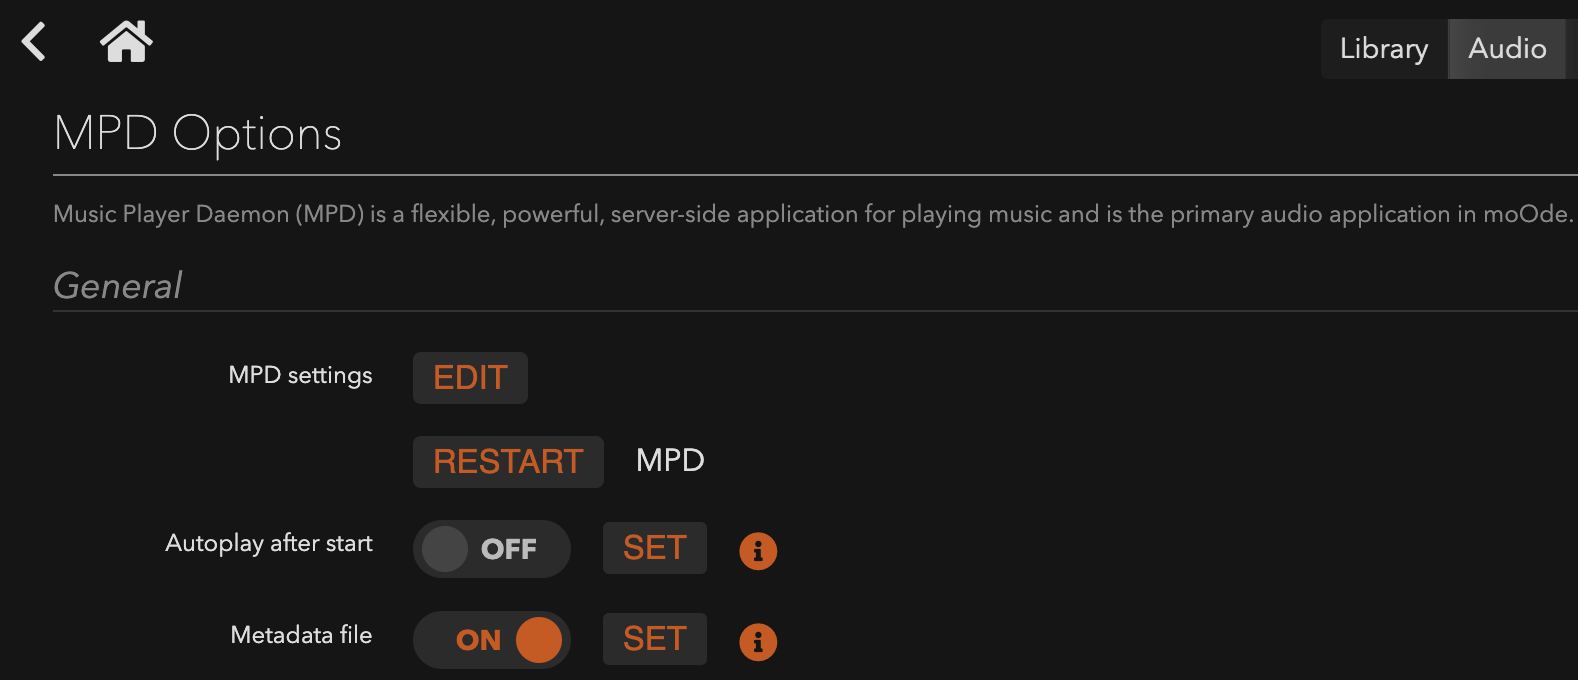 Library Audio
MPD Options
Music Player Daemon (MPD) is a flexible, powerful, server-side application for playing music and is the primary audio application in moOde.
General
MPD settings EDIT
RESTART MPD
Autoplay after start OFF SET
Metadata file ON SET